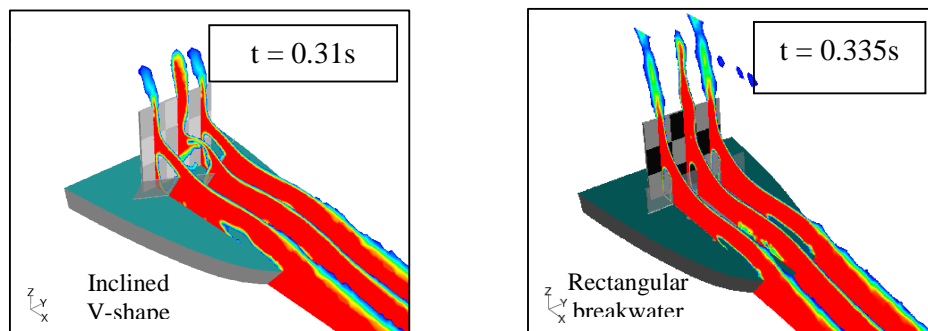 t = 0.31s
Inclined
V-shape
Z
Y
X
t = 0.335s
Rectangular
breakwater
Z
Y
X